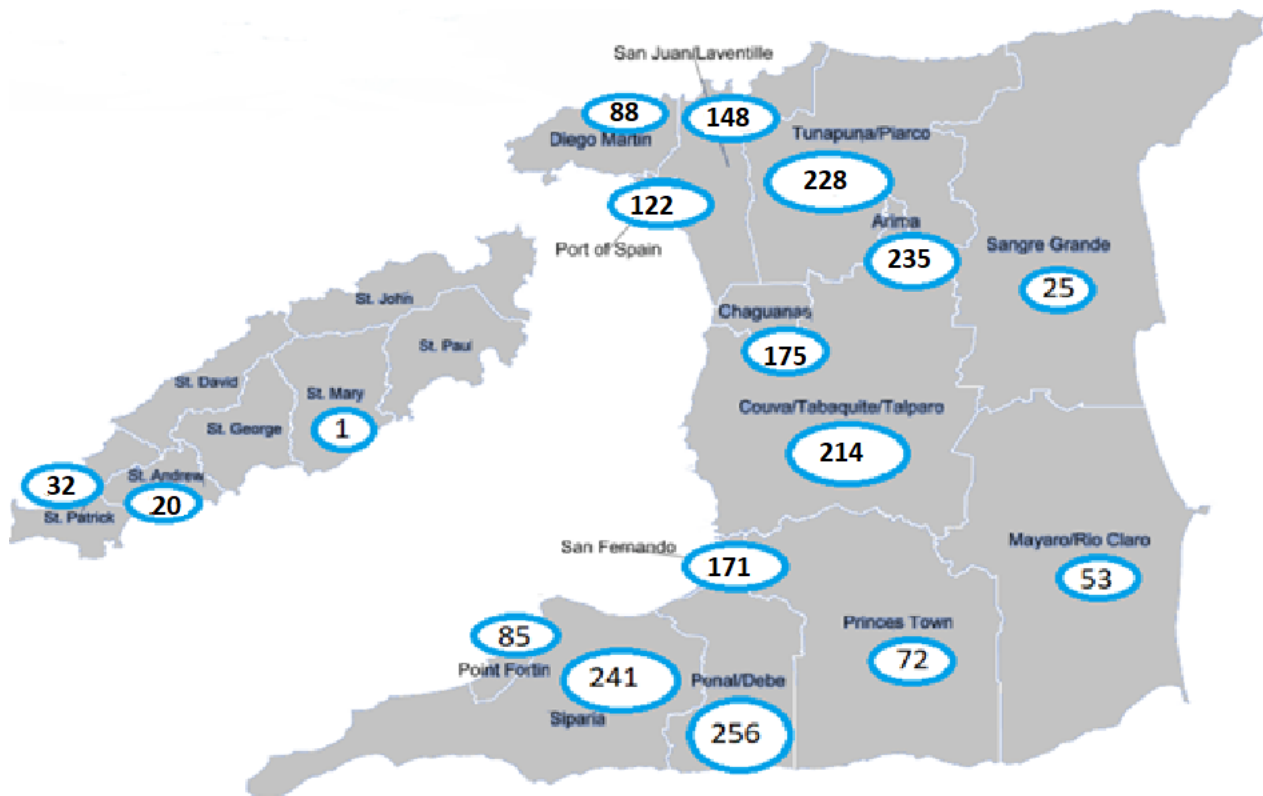 San Juan/Laventille
88
148
Diego Martin
Tunapuna/Piarco
228
122
Arima
Port of Spain
235
Sangre Grande
25
St. John
Chaguanas
St. Paul
175
St. David
St. Mary
Couva/Tabaquite/Talparo
St. George
1
214
St. Andrew
32
20
St. Patrick
San Fernando
Mayaro/Rio Claro
171
53
Princes Town
85
72
Point Fortin
241
Penal/Debe
Siparia
256